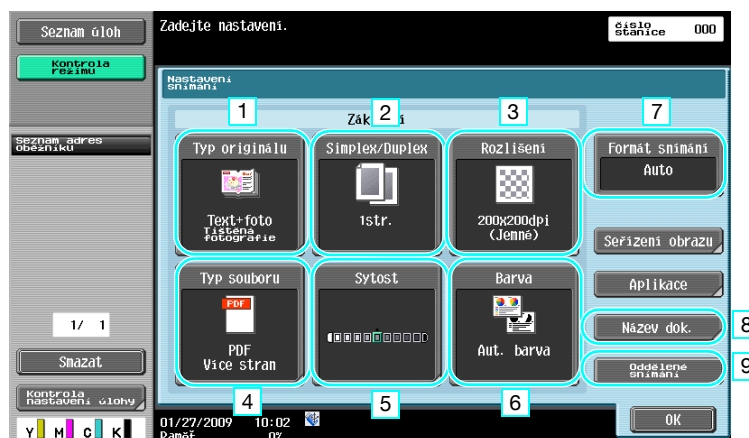 Seznam úloh
Zadejte nastavení.
číslo
stanice
000
Kontrola
režimu
Nastavení
snímání
1
2
3
7
Zák
í
Seznam adres
Oběžníku
Typ originálu
Simplex/Duplex
Rozlišení
Formát snímání
Auto
Text+foto
Tištěná
fotografie
1str.
200x200dpi
(Jemné)
Seřízení obrazu
Typ souboru
Sytost
Barva
Aplikace
PDF
1/ 1
Název dok.
8
PDF
Více stran
Aut. barva
Smazat
Oddělené
snímání
9
Kontrola
nastavení úlohy
4
5
6
OK
Y M C K
01/27/2009 10:02
Paměť 0%